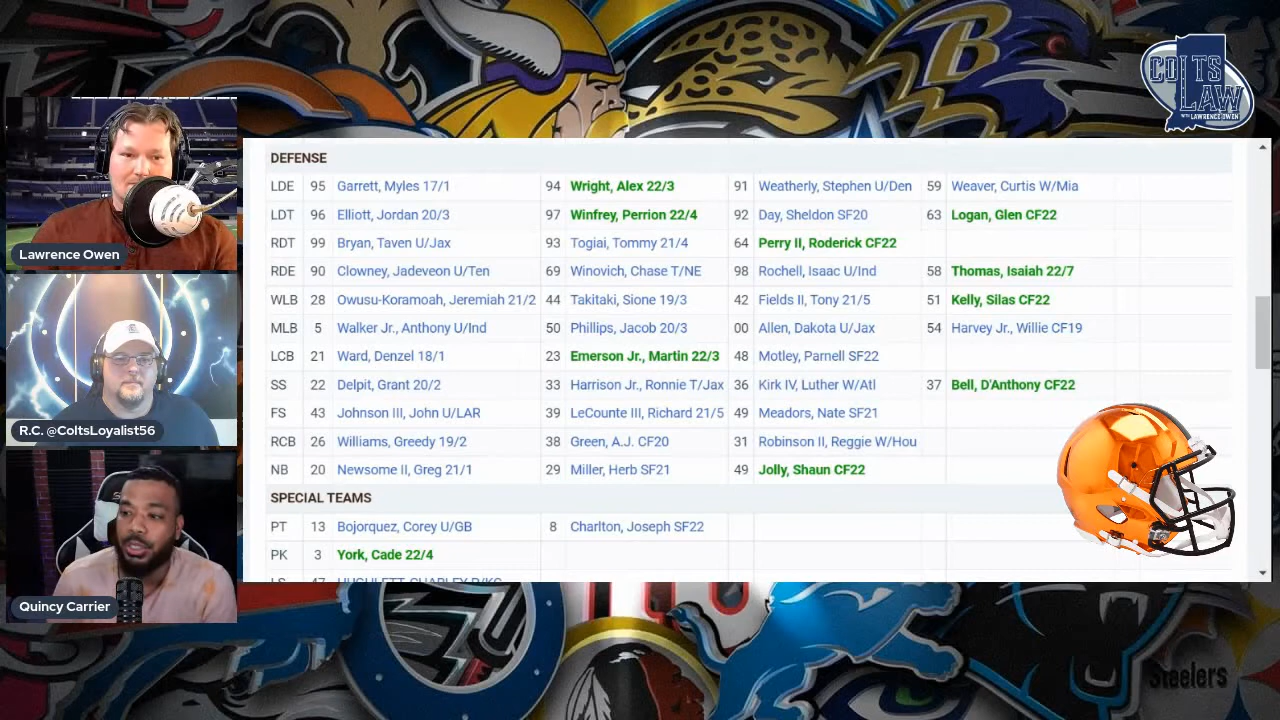 COLTS
LAW
WITH LAWRENCE OWEN
B
Lawrence Owen
R.C. @ColtsLoyalist56
Quincy Carrier
DEFENSE
LDE 95 Garrett, Myles 17/1 94 Wright, Alex 22/3 91 Weatherly, Stephen U/Den 59 Weaver, Curtis W/Mia
LDT 96 Elliott, Jordan 20/3 97 Winfrey, Perrion 22/4 92 Day, Sheldon SF20 63 Logan, Glen CF22
RDT 99 Bryan, Taven U/Jax 93 Togiai, Tommy 21/4 64 Perry II, Roderick CF22
RDE 90 Clowney, Jadeveon U/Ten 69 Winovich, Chase T/NE 98 Rochell, Isaac U/Ind 58 Thomas, Isaiah 22/7
WLB 28 Owusu-Koramoah, Jeremiah 21/2 44 Takitaki, Sione 19/3 42 Fields II, Tony 21/5 51 Kelly, Silas CF22
MLB 5 Walker Jr., Anthony U/Ind 50 Phillips, Jacob 20/3 00 Allen, Dakota U/Jax 54 Harvey Jr., Willie CF19
LCB 21 Ward, Denzel 18/1 23 Emerson Jr., Martin 22/3 48 Motley, Parnell SF22
SS 22 Delpit, Grant 20/2 33 Harrison Jr., Ronnie T/Jax 36 Kirk IV, Luther W/Atl 37 Bell, D'Anthony CF22
FS 43 Johnson III, John U/LAR 39 LeCounte III, Richard 21/5 49 Meadors, Nate SF21
RCB 26 Williams, Greedy 19/2 38 Green, A.J. CF20 31 Robinson II, Reggie W/Hou
NB 20 Newsome II, Greg 21/1 29 Miller, Herb SF21 49 Jolly, Shaun CF22
SPECIAL TEAMS
PT 13 Bojorquez, Corey U/GB 8 Charlton, Joseph SF22
PK 3 York, Cade 22/4
Steelers